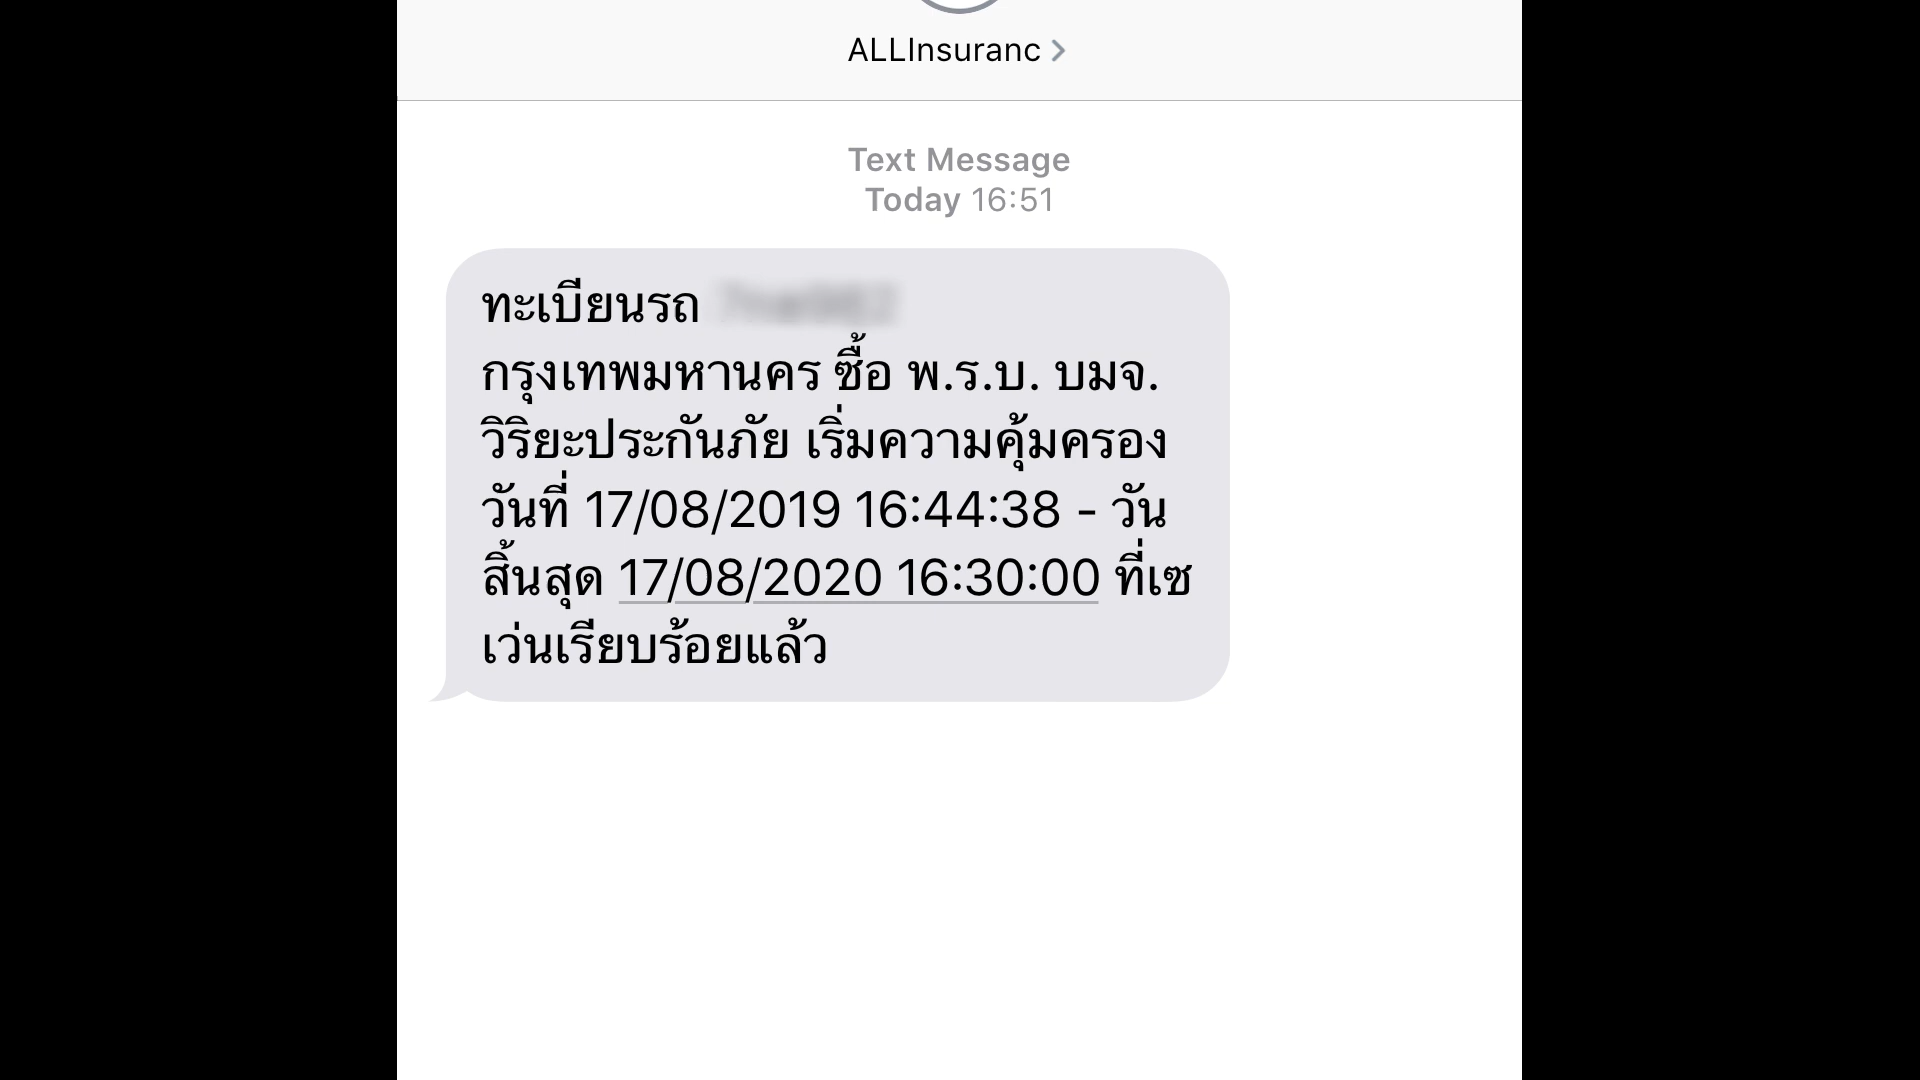 ALLInsuranc
Text Message
Today 16:51
ทะเบียนรถ
กรุงเทพมหานคร ซื้อ พ.ร.บ. บมจ.
วิริยะประกันภัย เริ่มความคุ้มครอง
วันที่ 17/08/2019 16:44:38 - วัน
สิ้นสุด 17/08/2020 16:30:00 ที่เซ
เว่นเรียบร้อยแล้ว